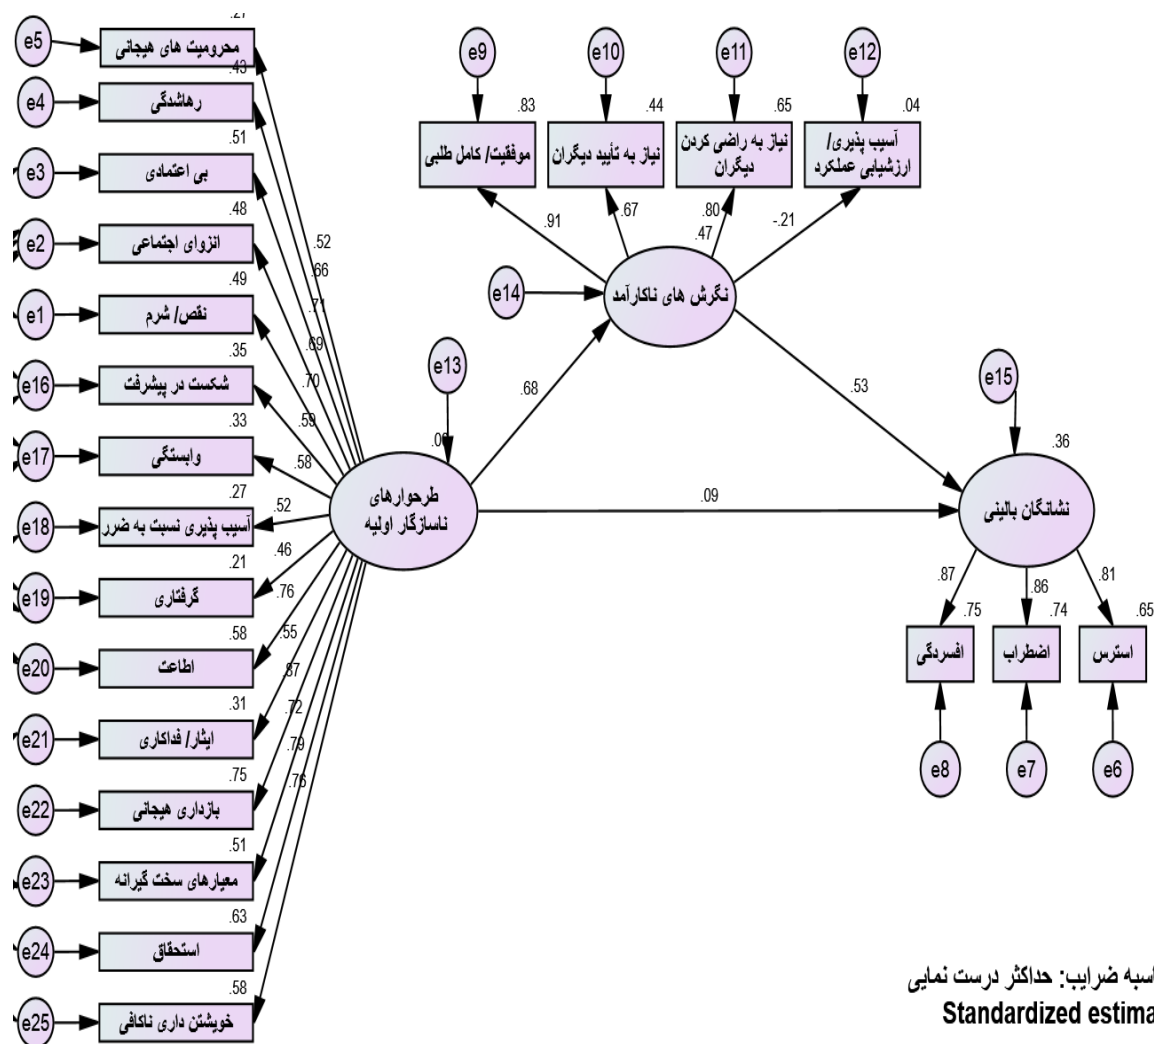 .27
e5
محرومیت های هیجانی
.43
e4
رهاشدگی
.51
e3
بی اعتمادی
.48
e2
انزوای اجتماعی
.49
e1
نقص/ شرم
.35
e16
شکست در پیشرفت
.33
e17
وابستگی
.27
e18
آسیب پذیری نسبت به ضرر
.21
e19
گرفتاری
.58
e20
اطاعت
.31
e21
ایثار/ فداکاری
.75
e22
بازداری هیجانی
.51
e23
معیارهای سخت گیرانه
.63
e24
استحقاق
.58
e25
خویشتن داری ناکافی
.52
.66
.71
.69
.70
.59
.58
.52
.46
.76
.55
.87
.72
.79
.76
e13
طرحوارهای
ناسازگار اولیه
e9
e10
e11
e12
.83
.44
.65
.04
موفقیت/ کامل طلبی
نیاز به تأیید دیگران
نیاز به راضی کردن
دیگران
آسیب پذیری/
ارزشیابی عملکرد
.91
.67
.80
-.21
.47
e14
نگرش های ناکارآمد
.68
.53
.09
e15
.36
نشانگان بالینی
.87
.86
.81
.75
.74
.65
افسردگی
اضطراب
استرس
e8
e7
e6
سبه ضرایب: حداکثر درست نمایی
Standardized estima